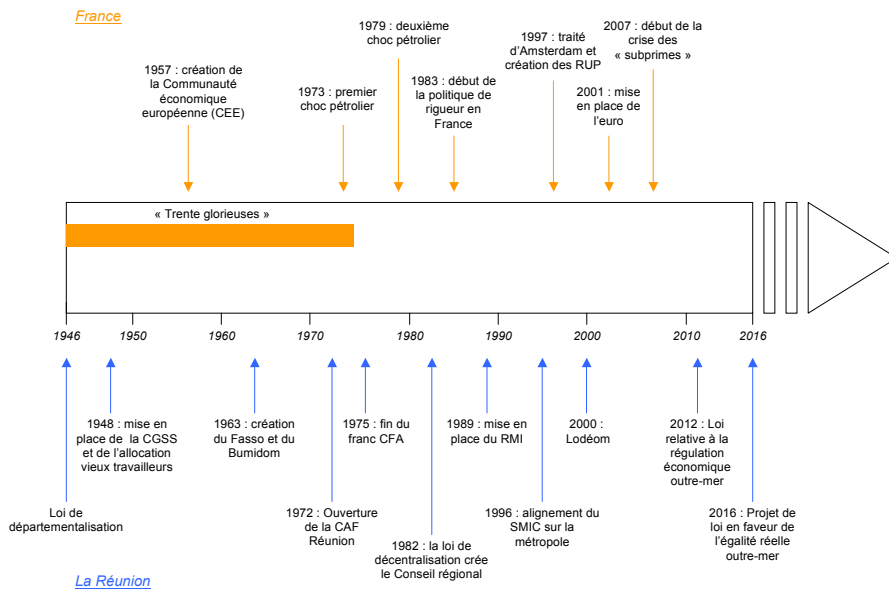 France
1979 : deuxième
choc pétrolier
1997 : traité
d'Amsterdam et
création des RUP
2007 : début de la
crise des
« subprimes »
1957 : création de
la Communauté
économique
européenne (CEE)
1973 : premier
choc pétrolier
1983 : début de
la politique de
rigueur en
France
2001 : mise
en place de
l'euro
« Trente glorieuses »
1946
1950
1960
1970
1980
1990
2000
2010
2016
1948 : mise en
place de la CGSS
et de l'allocation
vieux travailleurs
1963 : création
du Fasso et du
Bumidom
1975 : fin du
franc CFA
1989 : mise en
place du RMI
2000 :
Lodéom
2012 : Loi
relative à la
régulation
économique
outre-mer
Loi de
départementalisation
1972 : Ouverture
de la CAF
Réunion
1982 : la loi de
décentralisation crée
le Conseil régional
1996 : alignement du
SMIC sur la
métropole
2016 : Projet de
loi en faveur de
l'égalité réelle
outre-mer
La Réunion